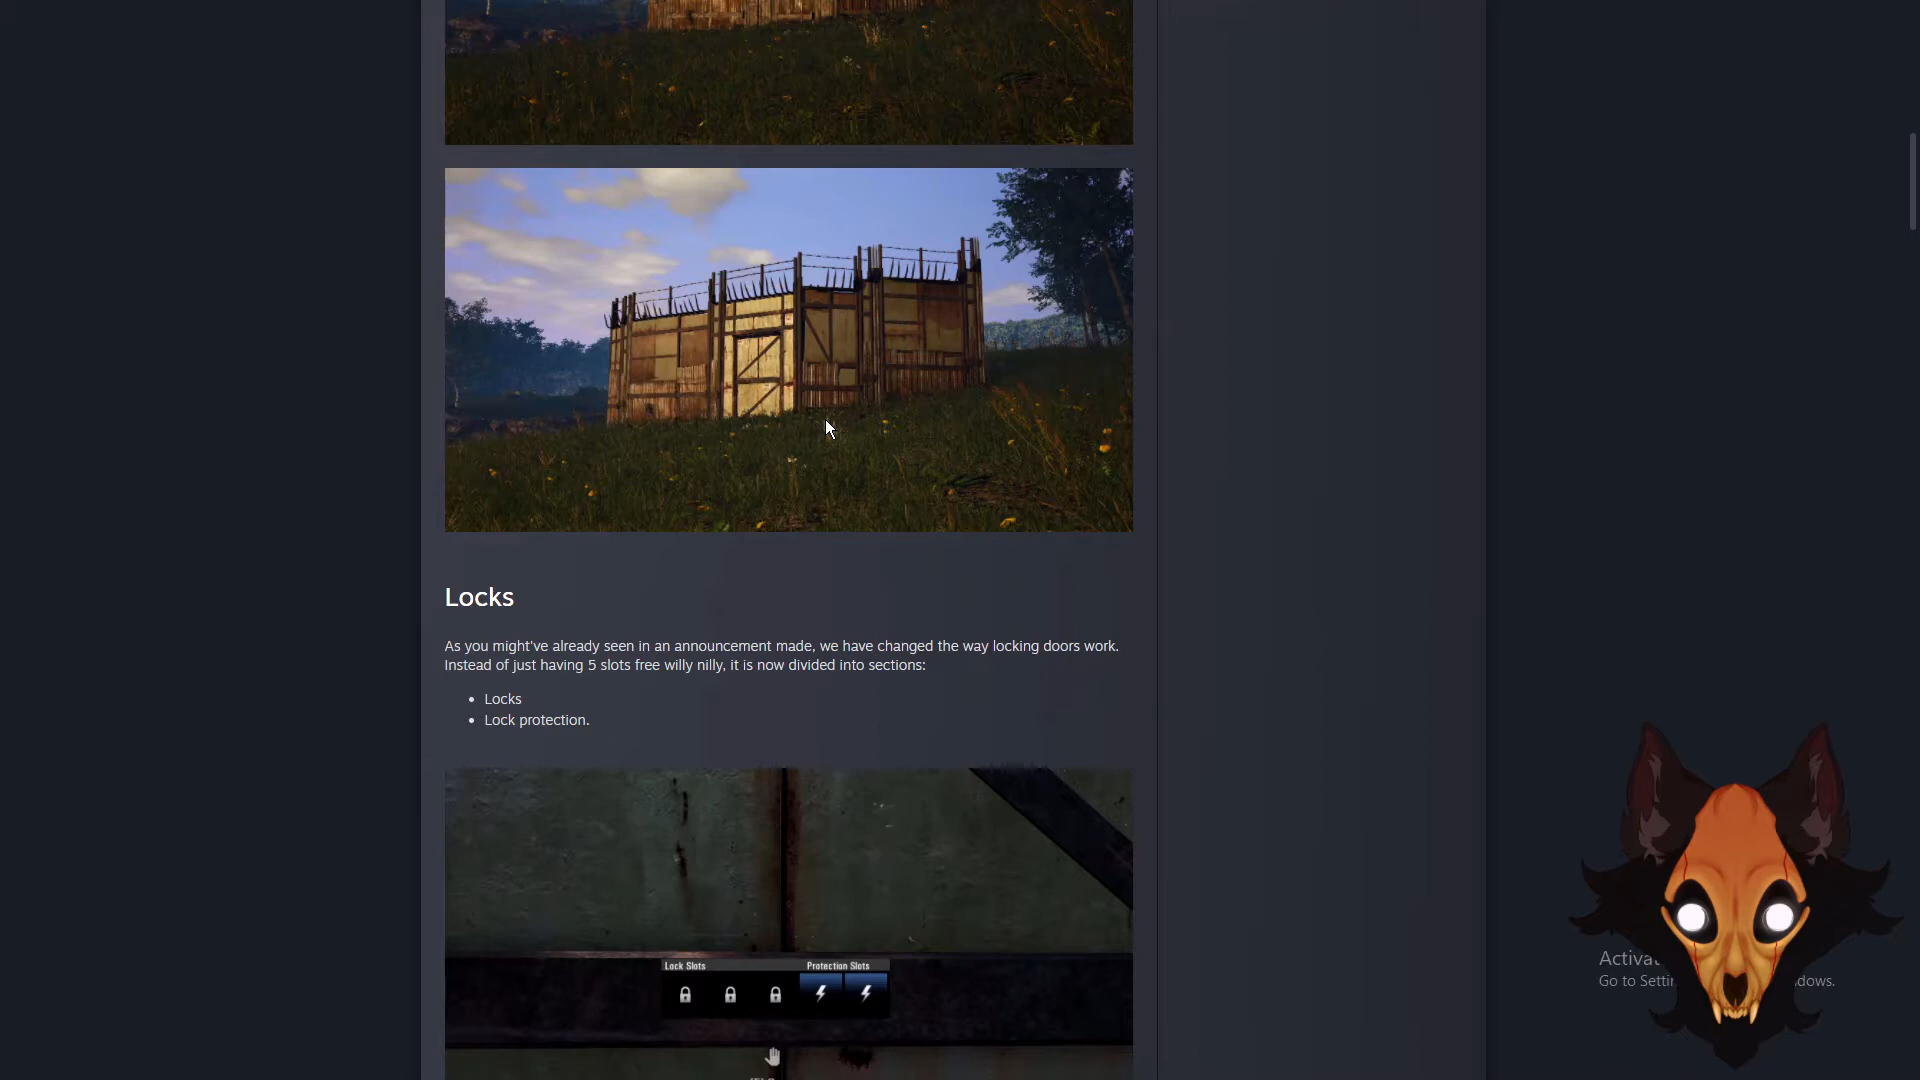 Locks
As you might've already seen in an announcement made, we have changed the way locking doors work.
Instead of just having 5 slots free willy nilly, it is now divided into sections:
Locks
Lock protection.
Lock Slots
Protection Slots
Go to